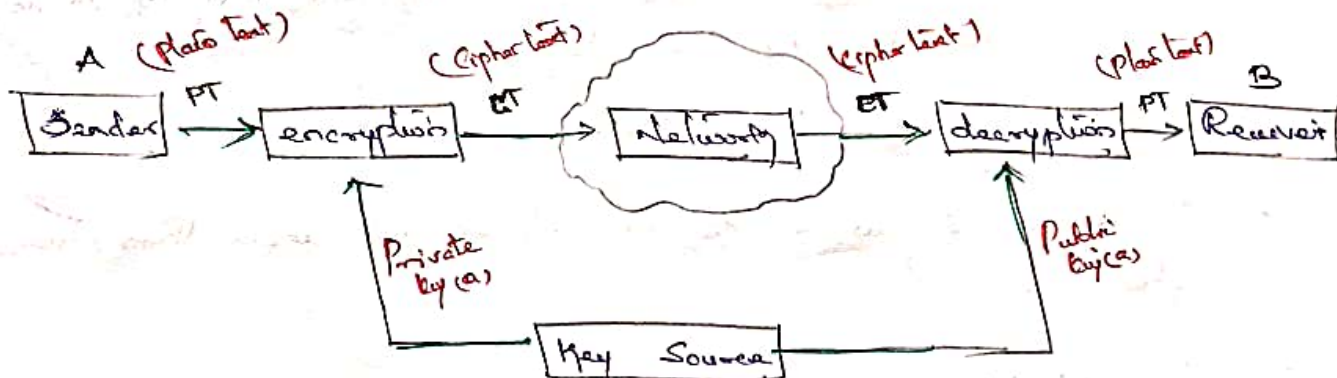 A (plain text) (Cipher text) (cipher text) (plain text) B
PT CT CT PT
Sender encryption Network decryption Receiver
Private key(a) Public key(a)
Key Source